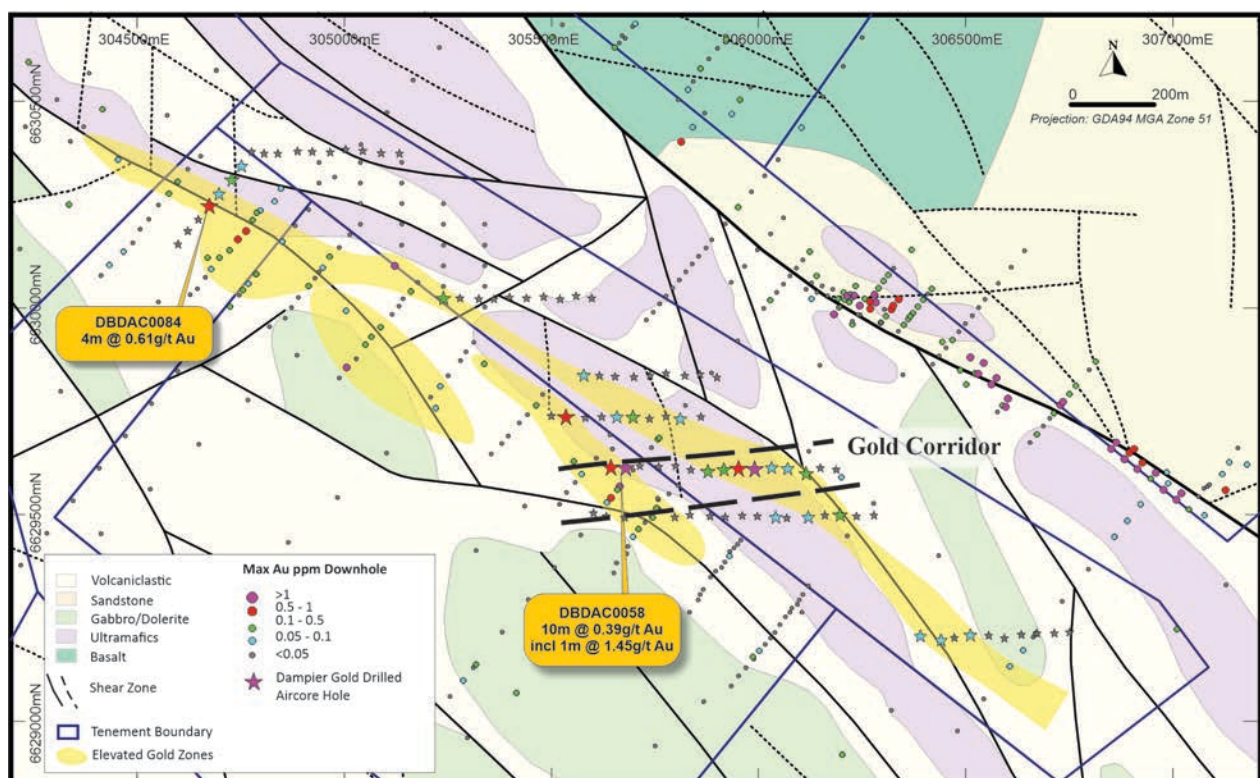 304500mE
305000mE
305500mE
306000mE
306500mE
307000mE
N
0 200m
Projection: GDA94 MGA Zone 51
6630500mN
6630000mN
6629500mN
6629000mN
DBDAC0084
4m @ 0.61g/t Au
Gold Corridor
DBDAC0058
10m @ 0.39g/t Au
incl 1m @ 1.45g/t Au
Volcaniclastic
Sandstone
Gabbro/Dolerite
Ultramafics
Basalt
Shear Zone
Tenement Boundary
Elevated Gold Zones
Max Au ppm Downhole
>1
0.5 - 1
0.1 - 0.5
0.05 - 0.1
<0.05
Dampier Gold Drilled
Aircore Hole